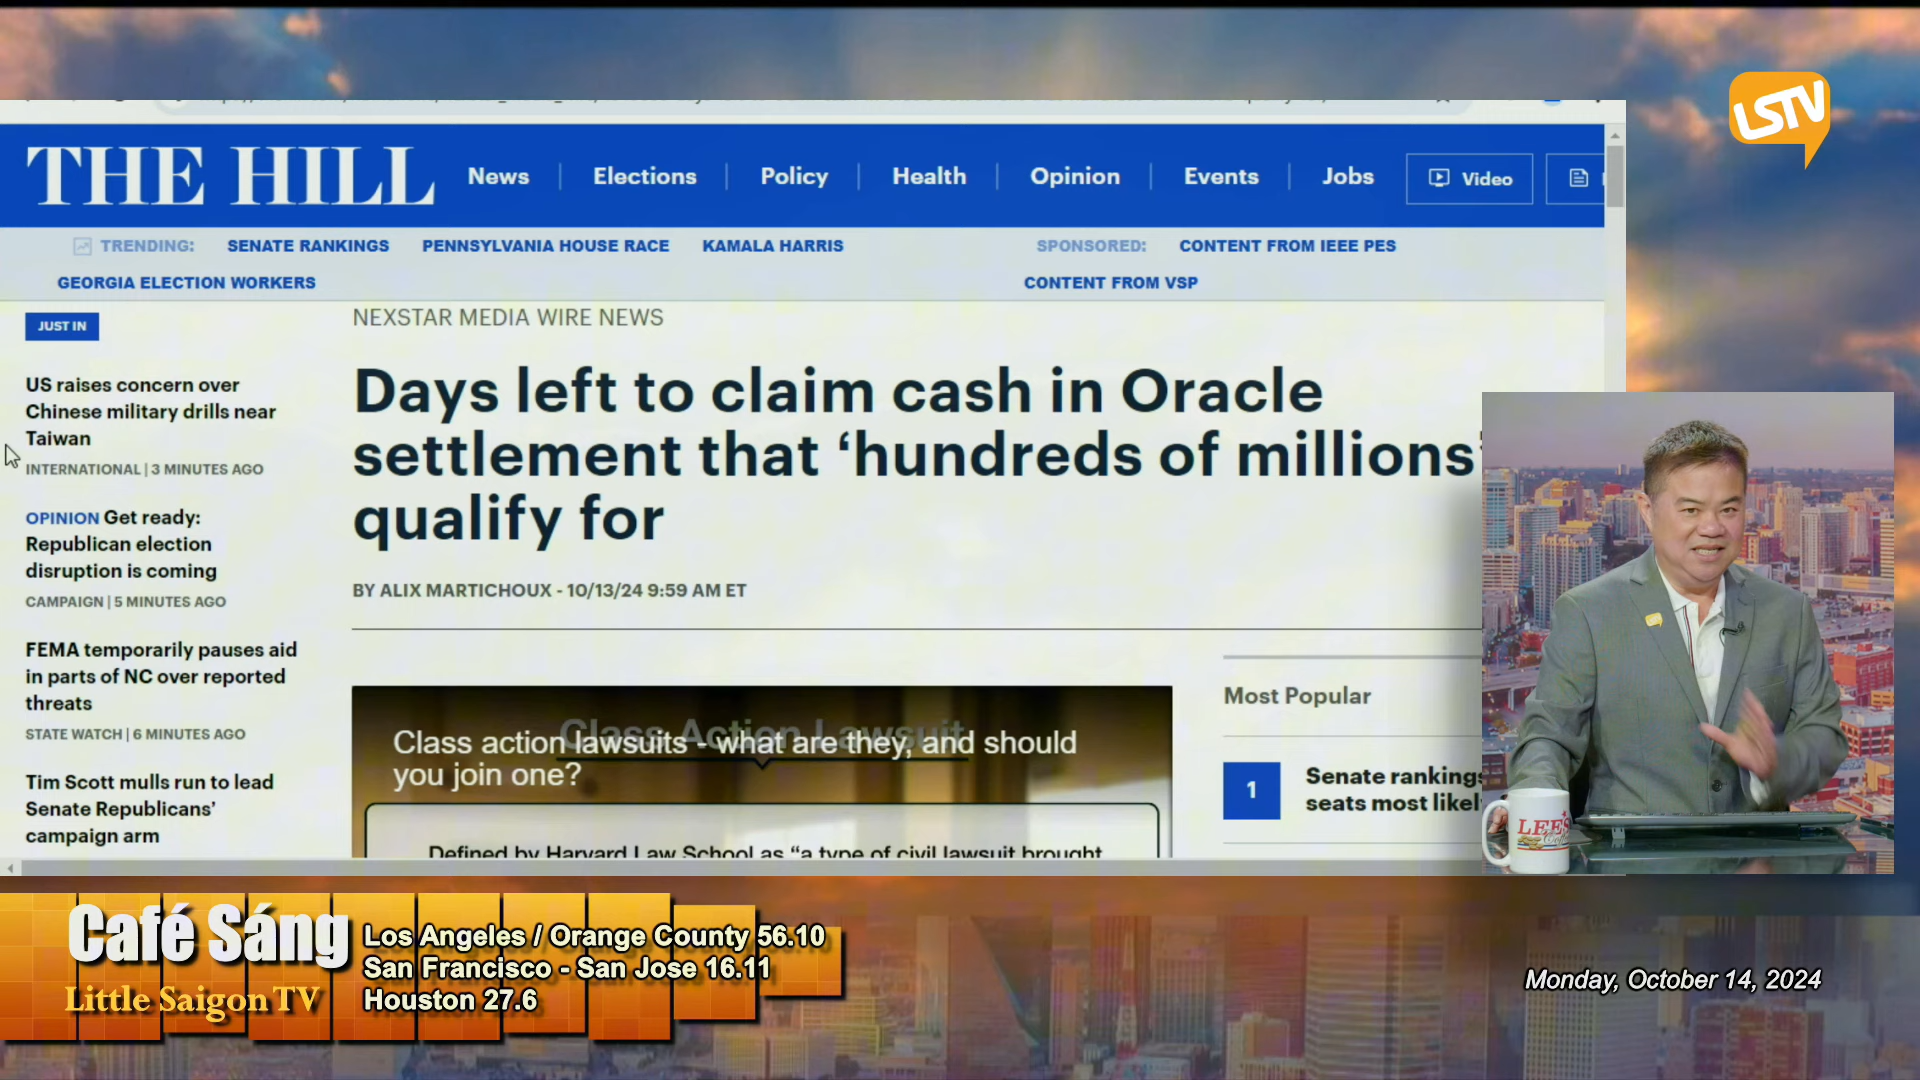 LSTV
THE HILL
News
Elections
Policy
Health
Opinion
Events
Jobs
Video
TRENDING: SENATE RANKINGS PENNSYLVANIA HOUSE RACE KAMALA HARRIS
GEORGIA ELECTION WORKERS
SPONSORED: CONTENT FROM IEEE PES
CONTENT FROM VSP
JUST IN
US raises concern over
Chinese military drills near
Taiwan
INTERNATIONAL | 3 MINUTES AGO
OPINION Get ready:
Republican election
disruption is coming
CAMPAIGN | 5 MINUTES AGO
FEMA temporarily pauses aid
in parts of NC over reported
threats
STATE WATCH | 6 MINUTES AGO
Tim Scott mulls run to lead
Senate Republicans’
campaign arm
NEXSTAR MEDIA WIRE NEWS
Days left to claim cash in Oracle
settlement that ‘hundreds of millions’
qualify for
BY ALIX MARTICHOUX - 10/13/24 9:59 AM ET
Class Action Lawsuit
Class action lawsuits - what are they, and should
you join one?
Defined by Harvard Law School as “a type of civil lawsuit brought
Most Popular
1
Senate rankings
seats most likel
LEE'S
Café Sáng
Little Saigon TV
Los Angeles / Orange County 56.10
San Francisco - San Jose 16.11
Houston 27.6
Monday, October 14, 2024